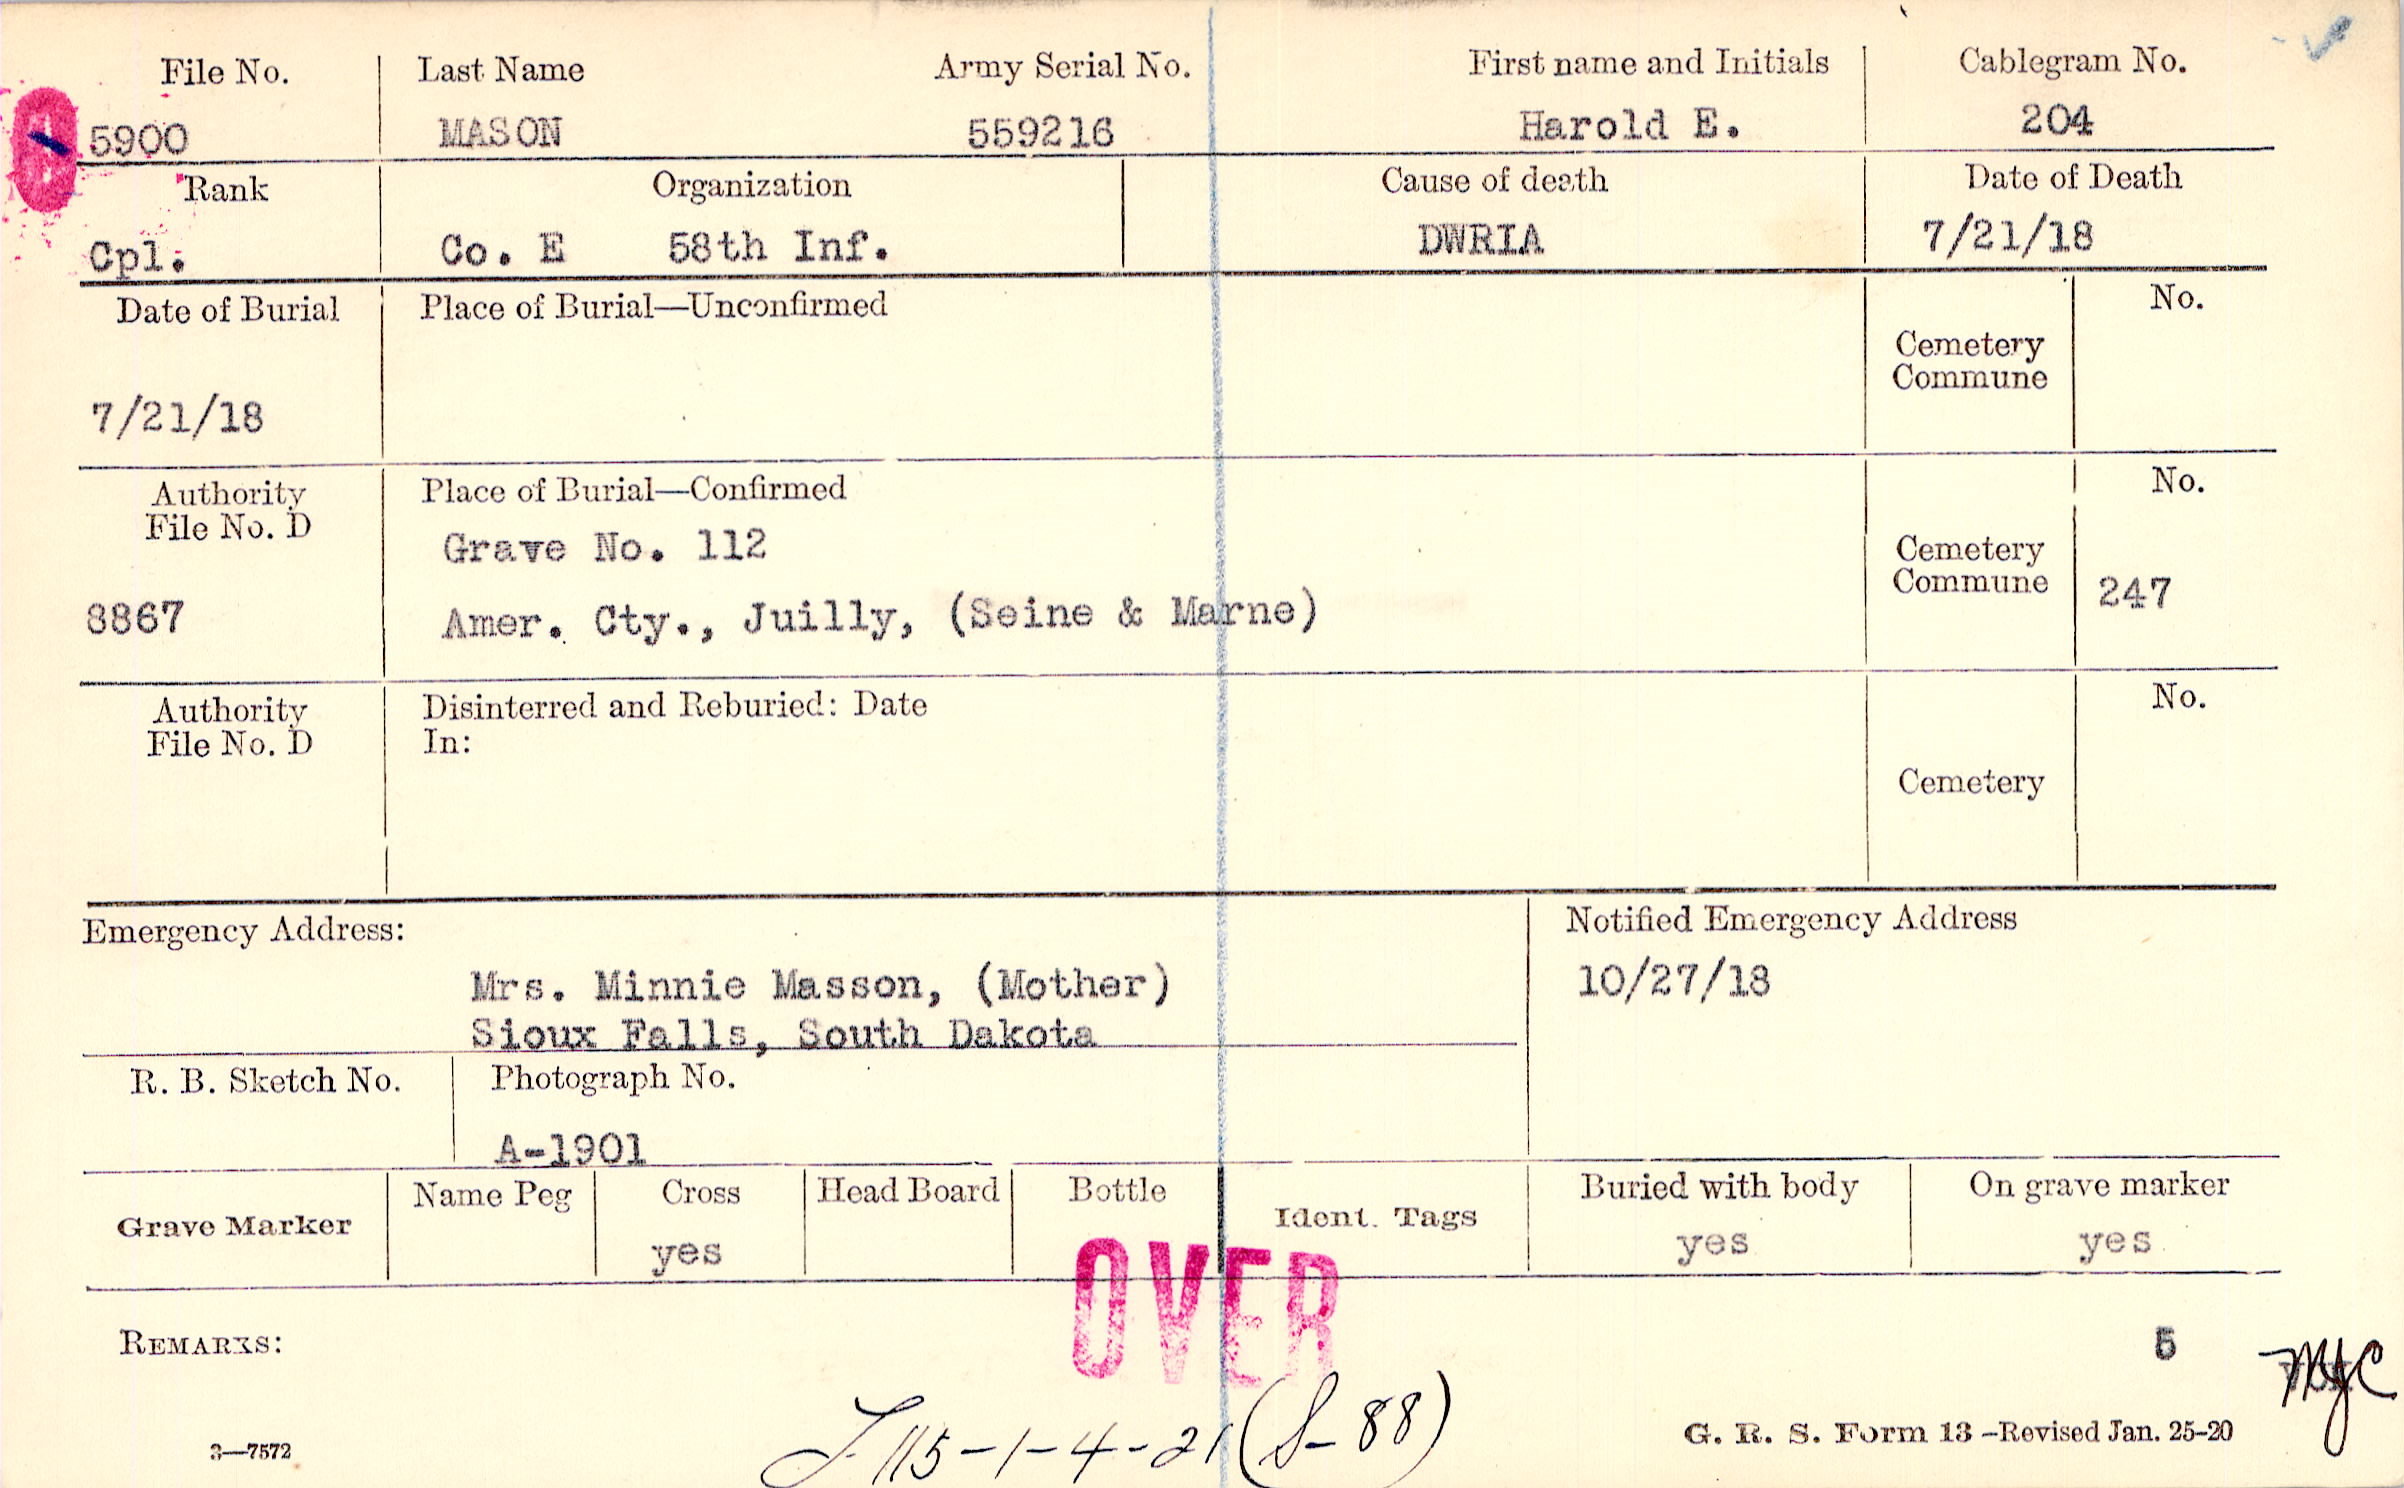 File No. Last Name Army Serial No. First name and Initials Cablegram No.
5900 MASON 559216 Harold E. 204
Rank Organization Cause of death Date of Death
Cpl. Co. E 58th Inf. DWRIA 7/21/18
Date of Burial Place of Burial—Unconfirmed No.
Cemetery
Commune
7/21/18
Authority Place of Burial—Confirmed No.
File No. D
Grave No. 112
Cemetery
Commune 247
8867 Amer. Cty., Juilly, (Seine & Marne)
Authority Disinterred and Reburied: Date No.
File No. D In:
Cemetery
Emergency Address: Notified Emergency Address
Mrs. Minnie Masson, (Mother) 10/27/18
Sioux Falls, South Dakota
R. B. Sketch No. Photograph No.
A-1901
Grave Marker Name Peg Cross Head Board Bottle Ident. Tags Buried with body On grave marker
yes yes yes
OVER
REMARKS: 5
MJC
115-1-4-21 (S-88)
3—7572 G. R. S. Form 13 –Revised Jan. 25-20